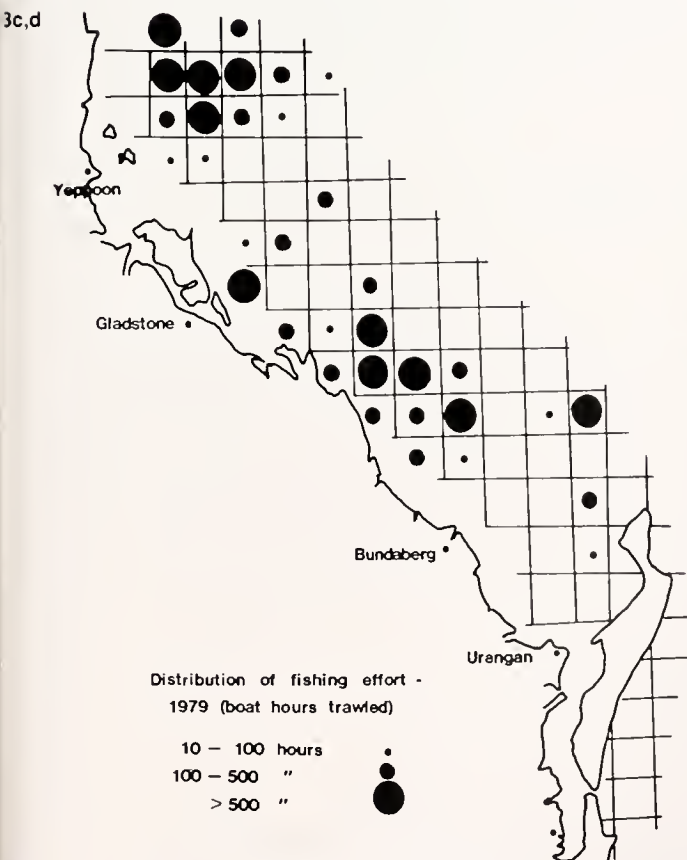 3c,d
Yeppoon
Gladstone
Bundaberg
Urangan
Distribution of fishing effort -
1979 (boat hours trawled)
10 – 100 hours
100 – 500 "
> 500 "